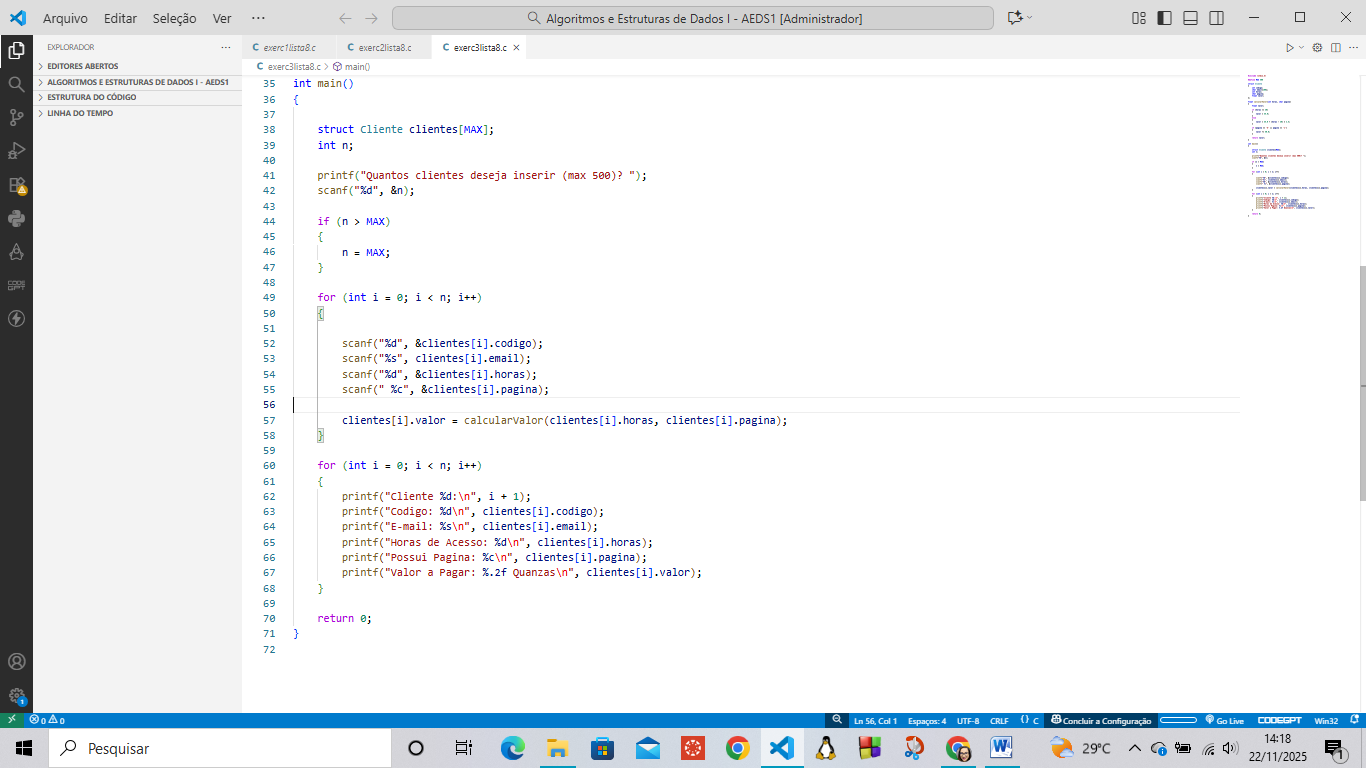 Arquivo Editar Seleção Ver ··· Algoritmos e Estruturas de Dados I - AEDS1 [Administrador]
EXPLORADOR ···
EDITORES ABERTOS
ALGORITMOS E ESTRUTURAS DE DADOS I - AEDS1
ESTRUTURA DO CÓDIGO
LINHA DO TEMPO
C exerc1lista8.c C exerc2lista8.c C exerc3lista8.c
C exerc3lista8.c > main()
35 int main()
36 {
37
38 struct Cliente clientes[MAX];
39 int n;
40
41 printf("Quantos clientes deseja inserir (max 500)? ");
42 scanf("%d", &n);
43
44 if (n > MAX)
45 {
46 n = MAX;
47 }
48
49 for (int i = 0; i < n; i++)
50 {
51
52 scanf("%d", &clientes[i].codigo);
53 scanf("%s", clientes[i].email);
54 scanf("%d", &clientes[i].horas);
55 scanf(" %c", &clientes[i].pagina);
56
57 clientes[i].valor = calcularValor(clientes[i].horas, clientes[i].pagina);
58 }
59
60 for (int i = 0; i < n; i++)
61 {
62 printf("Cliente %d:\n", i + 1);
63 printf("Codigo: %d\n", clientes[i].codigo);
64 printf("E-mail: %s\n", clientes[i].email);
65 printf("Horas de Acesso: %d\n", clientes[i].horas);
66 printf("Possui Pagina: %c\n", clientes[i].pagina);
67 printf("Valor a Pagar: %.2f Quanzas\n", clientes[i].valor);
68 }
69
70 return 0;
71 }
72
CODE GPT
1
0 0 Ln 56, Col 1 Espaços: 4 UTF-8 CRLF {} C Concluir a Configuração Go Live CODEGPT Win32
Pesquisar
29°C
14:18
22/11/2025
1